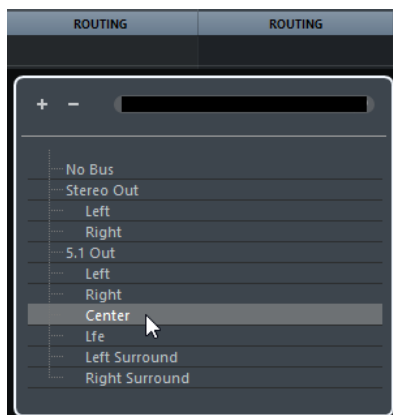 ROUTING ROUTING
+ −
No Bus
Stereo Out
Left
Right
5.1 Out
Left
Right
Center
Lfe
Left Surround
Right Surround